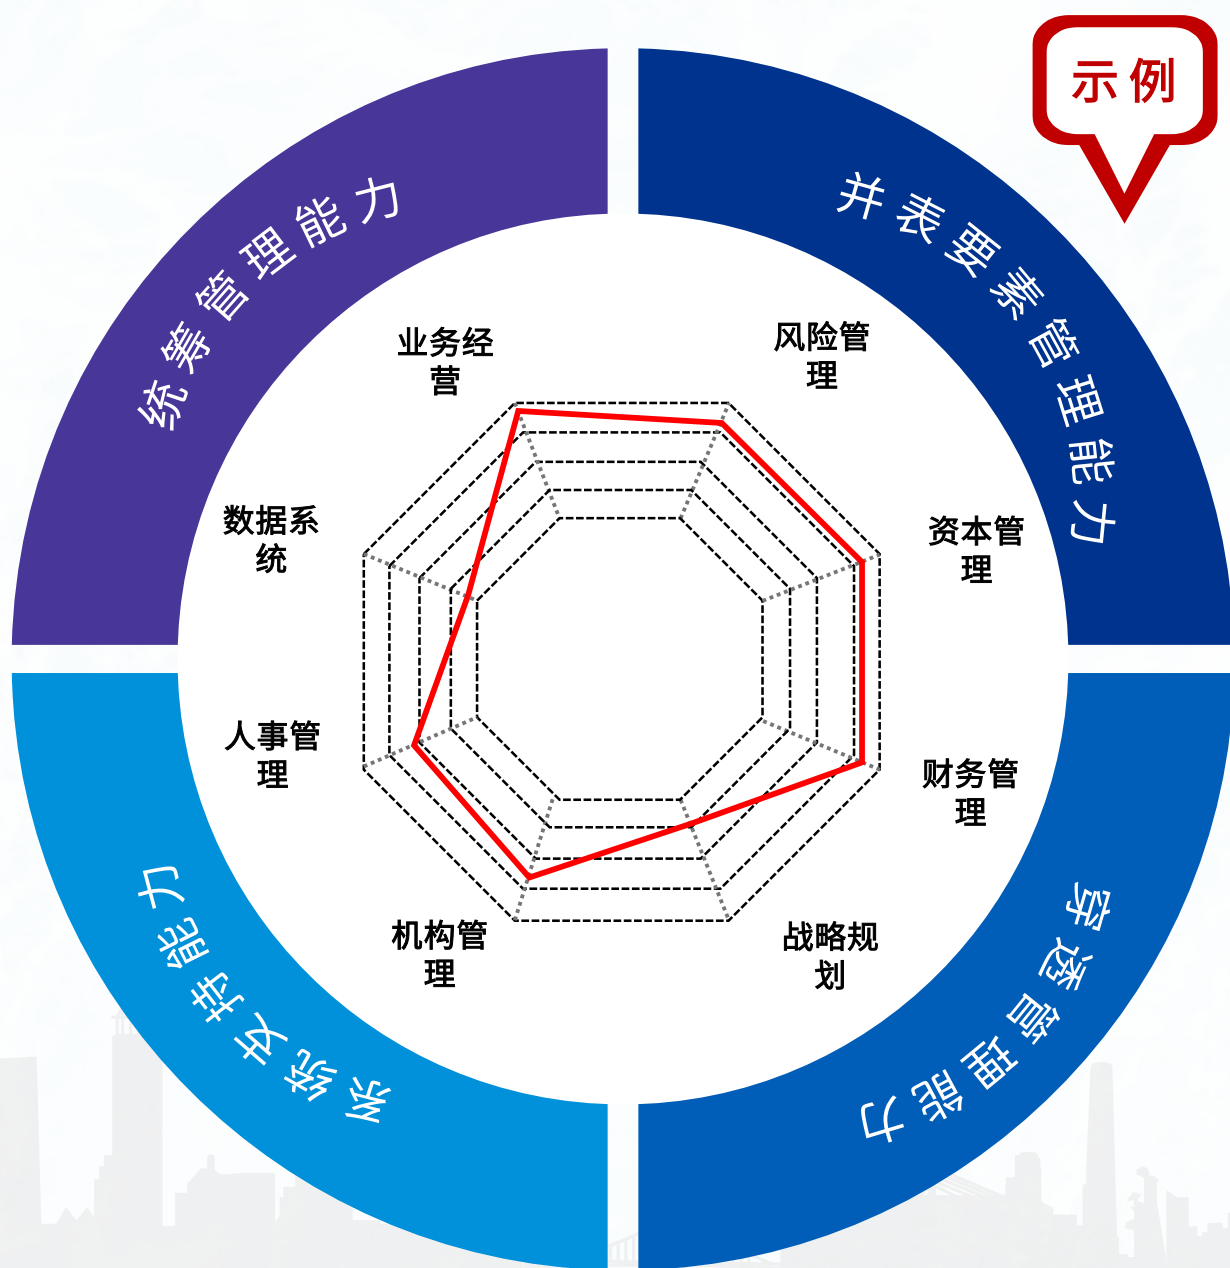 示例
统筹管理能力
并表要素管理能力
业务经
营
风险管
理
数据系
统
资本管
理
人事管
理
财务管
理
机构管
理
战略规
划
系统支持能力
穿透管理能力